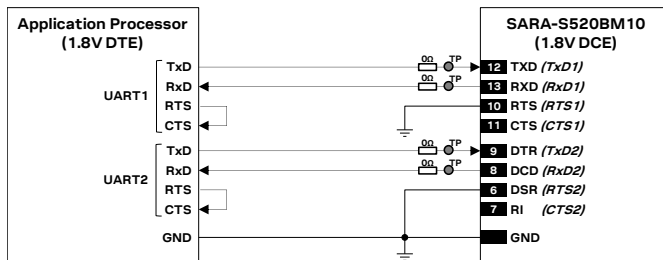 Application Processor
(1.8V DTE)
SARA-S520BM10
(1.8V DCE)
UART1
TxD
0Ω
TP
12
TXD (TxD1)
RxD
0Ω
TP
13
RXD (RxD1)
RTS
10
RTS (RTS1)
CTS
11
CTS (CTS1)
UART2
TxD
0Ω
TP
9
DTR (TxD2)
RxD
0Ω
TP
8
DCD (RxD2)
RTS
6
DSR (RTS2)
CTS
7
RI (CTS2)
GND
GND